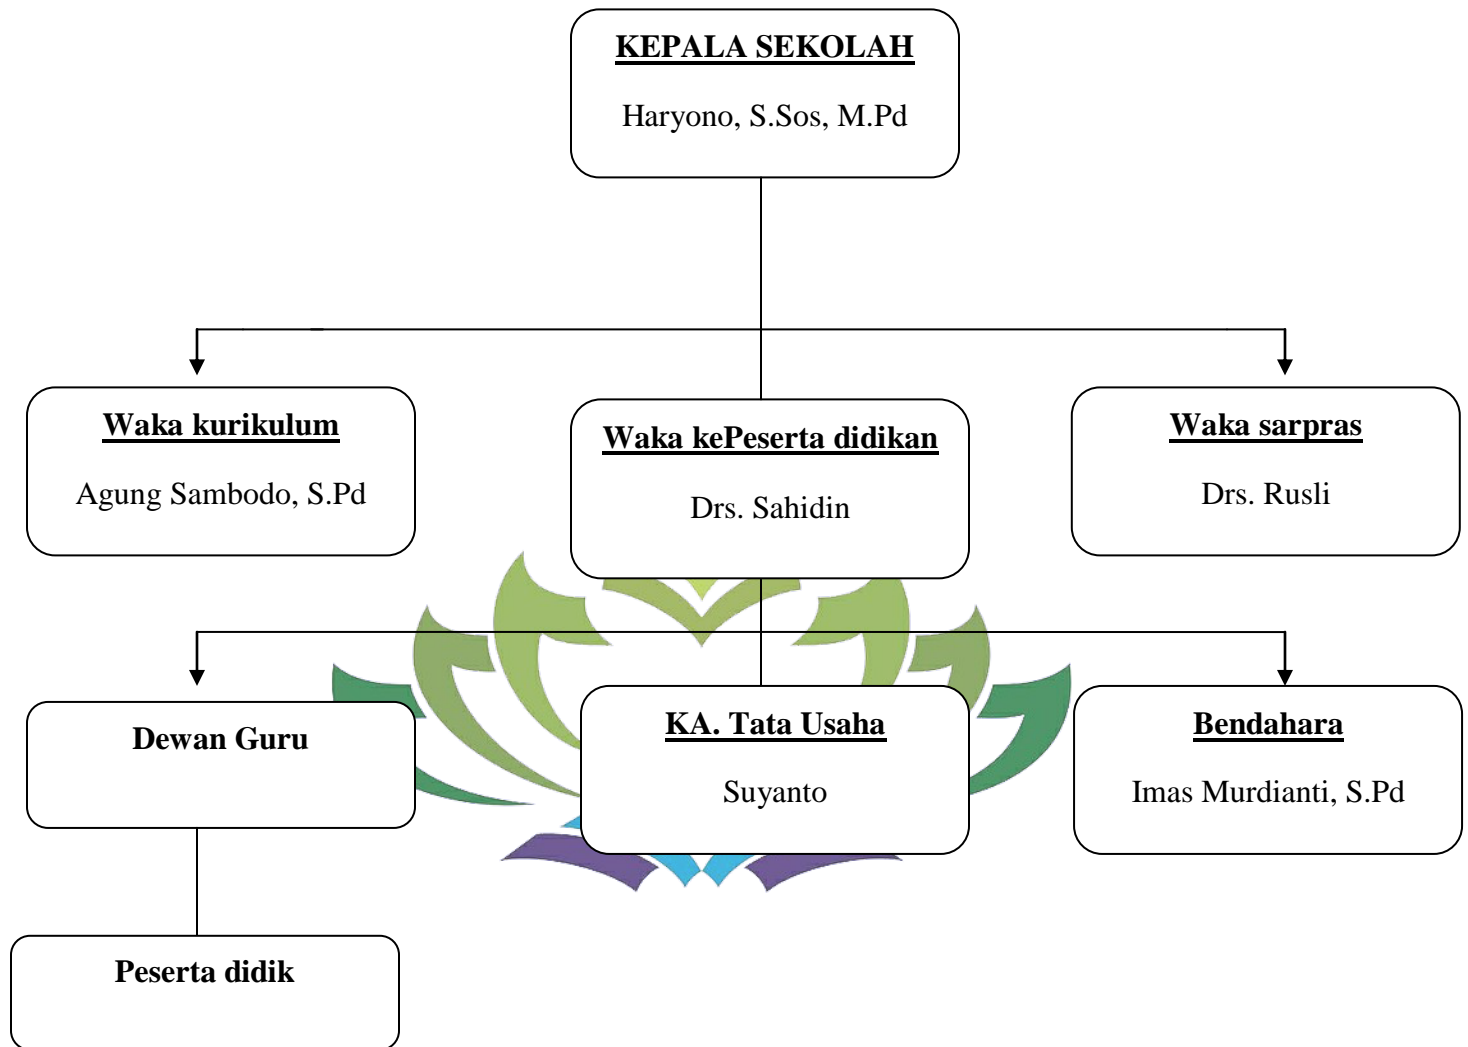 KEPALA SEKOLAH
Haryono, S.Sos, M.Pd
Waka kurikulum
Agung Sambodo, S.Pd
Waka kePeserta didikan
Drs. Sahidin
Waka sarpras
Drs. Rusli
Dewan Guru
KA. Tata Usaha
Suyanto
Bendahara
Imas Murdianti, S.Pd
Peserta didik